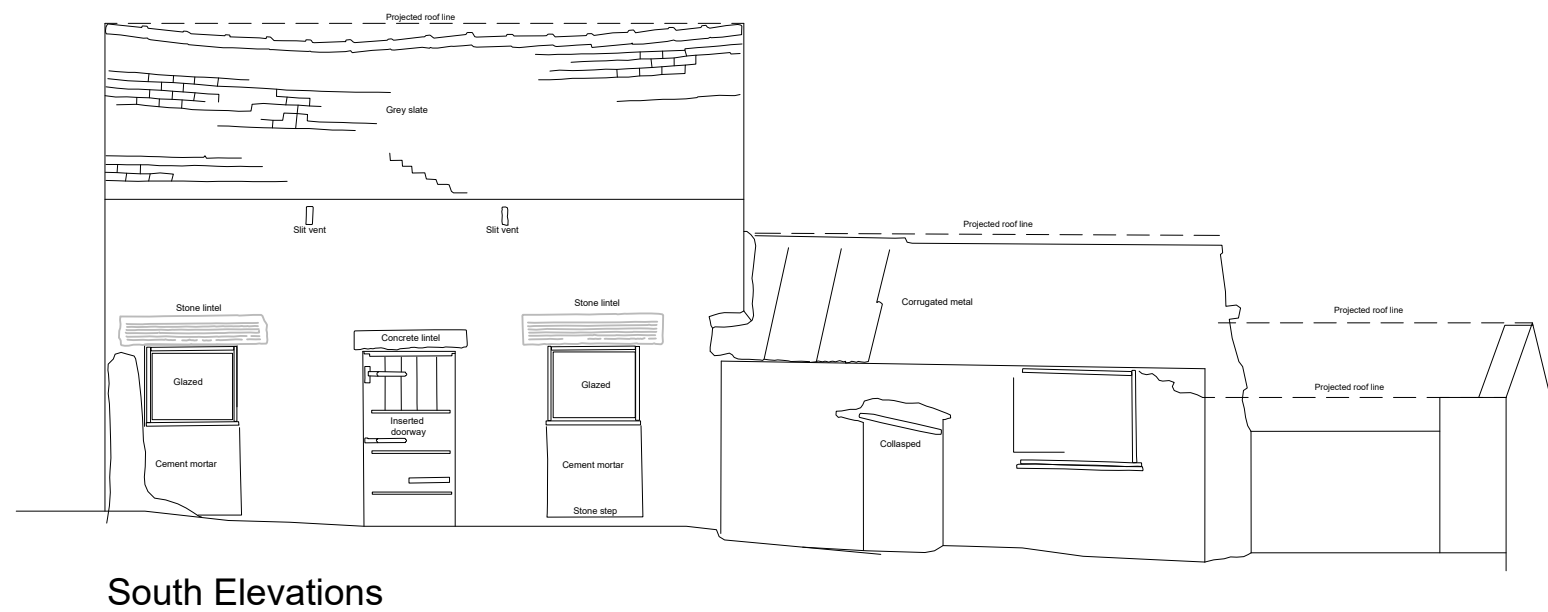 Projected roof line
Grey slate
Slit vent
Slit vent
Projected roof line
Stone lintel
Stone lintel
Corrugated metal
Projected roof line
Concrete lintel
Glazed
Glazed
Projected roof line
Inserted
doorway
Collasped
Cement mortar
Cement mortar
Stone step
South Elevations